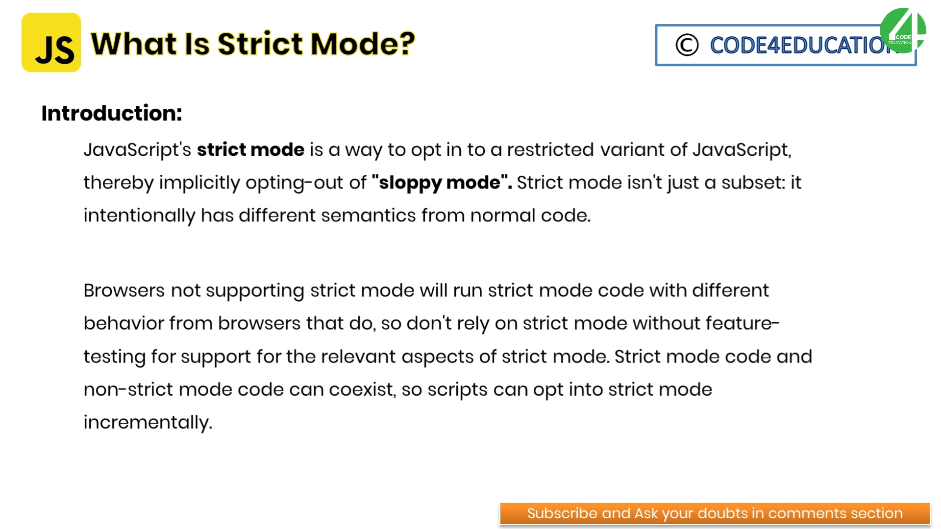 JS What Is Strict Mode?
© CODE4EDUCATION
4
CODE
EDUCATION
Introduction:
JavaScript's strict mode is a way to opt in to a restricted variant of JavaScript,
thereby implicitly opting-out of "sloppy mode". Strict mode isn't just a subset: it
intentionally has different semantics from normal code.
Browsers not supporting strict mode will run strict mode code with different
behavior from browsers that do, so don't rely on strict mode without feature-
testing for support for the relevant aspects of strict mode. Strict mode code and
non-strict mode code can coexist, so scripts can opt into strict mode
incrementally.
Subscribe and Ask your doubts in comments section